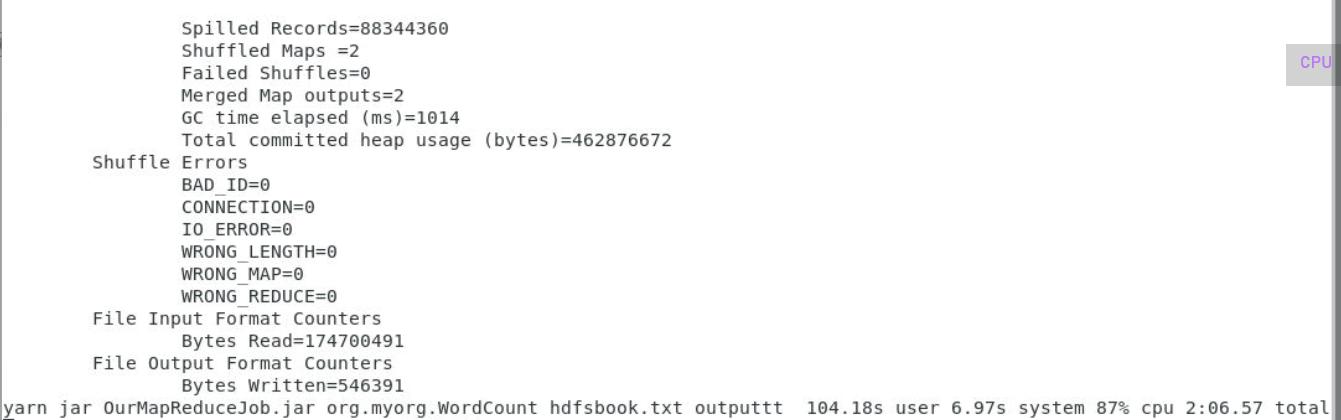 Spilled Records=88344360
Shuffled Maps =2
Failed Shuffles=0
Merged Map outputs=2
GC time elapsed (ms)=1014
Total committed heap usage (bytes)=462876672
Shuffle Errors
BAD_ID=0
CONNECTION=0
IO_ERROR=0
WRONG_LENGTH=0
WRONG_MAP=0
WRONG_REDUCE=0
File Input Format Counters
Bytes Read=174700491
File Output Format Counters
Bytes Written=546391
yarn jar OurMapReduceJob.jar org.myorg.WordCount hdfsbook.txt outputtt  104.18s user 6.97s system 87% cpu 2:06.57 total
CPU